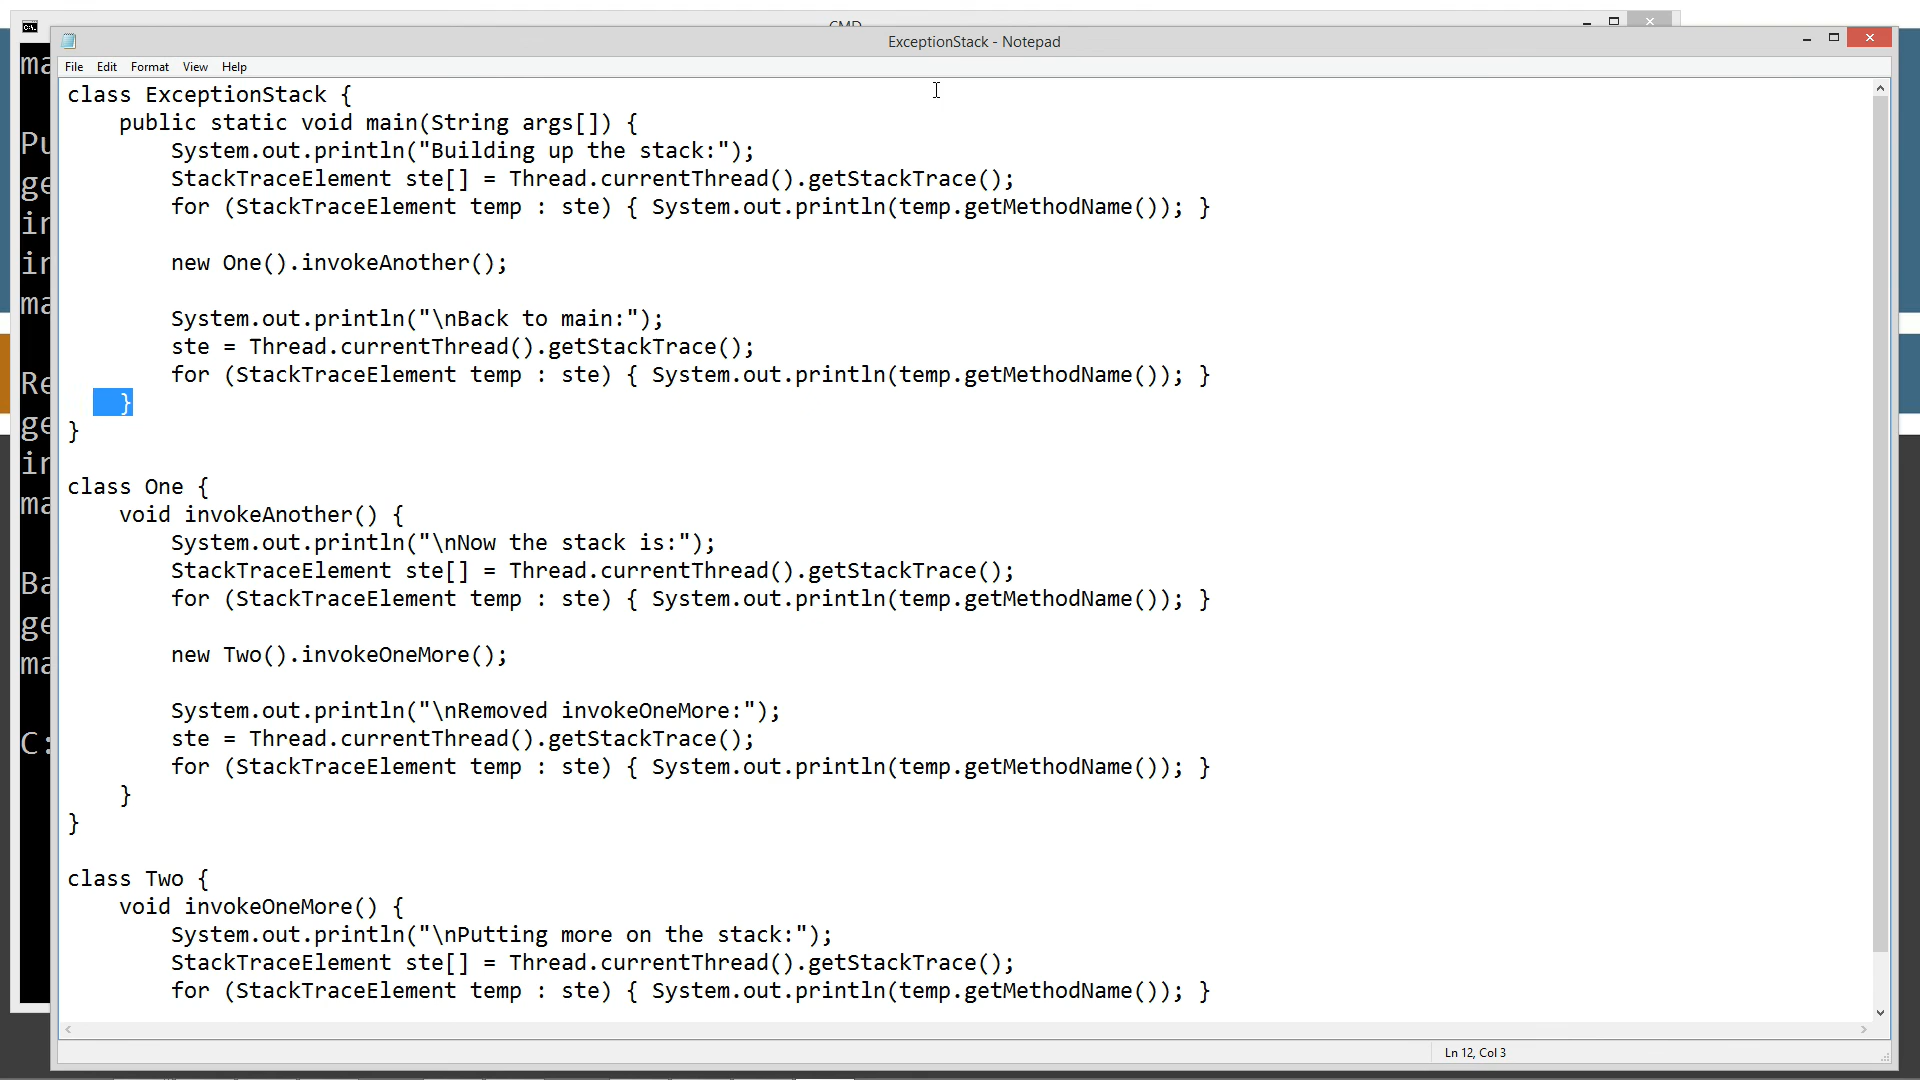 CMD
ExceptionStack - Notepad
File Edit Format View Help
class ExceptionStack {
public static void main(String args[]) {
System.out.println("Building up the stack:");
StackTraceElement ste[] = Thread.currentThread().getStackTrace();
for (StackTraceElement temp : ste) { System.out.println(temp.getMethodName()); }
new One().invokeAnother();
System.out.println("\nBack to main:");
ste = Thread.currentThread().getStackTrace();
for (StackTraceElement temp : ste) { System.out.println(temp.getMethodName()); }
}
}
class One {
void invokeAnother() {
System.out.println("\nNow the stack is:");
StackTraceElement ste[] = Thread.currentThread().getStackTrace();
for (StackTraceElement temp : ste) { System.out.println(temp.getMethodName()); }
new Two().invokeOneMore();
System.out.println("\nRemoved invokeOneMore:");
ste = Thread.currentThread().getStackTrace();
for (StackTraceElement temp : ste) { System.out.println(temp.getMethodName()); }
}
}
class Two {
void invokeOneMore() {
System.out.println("\nPutting more on the stack:");
StackTraceElement ste[] = Thread.currentThread().getStackTrace();
for (StackTraceElement temp : ste) { System.out.println(temp.getMethodName()); }
Ln 12, Col 3